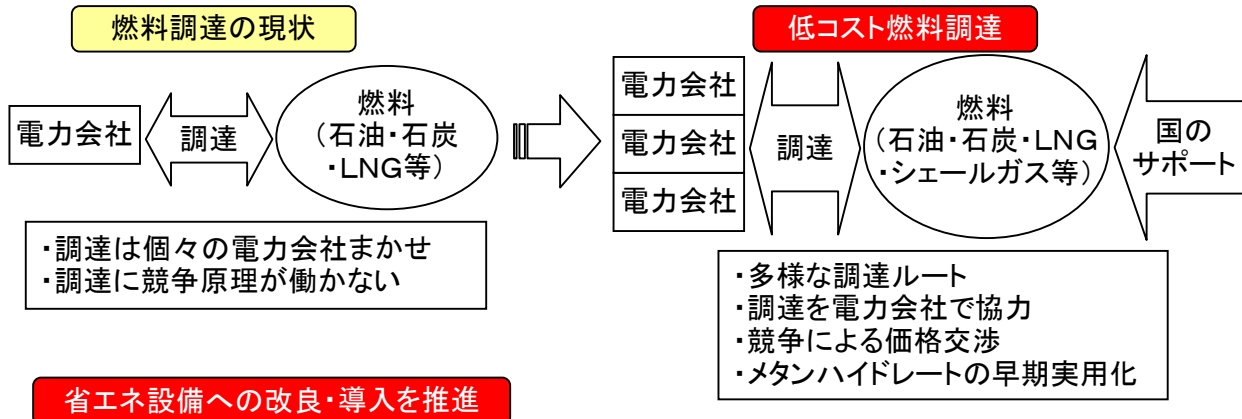 燃料調達の現状
電力会社
調達
燃料
(石油・石炭
・LNG等)
・調達は個々の電力会社まかせ
・調達に競争原理が働かない
低コスト燃料調達
電力会社
電力会社
電力会社
調達
燃料
(石油・石炭・LNG
・シェールガス等)
国の
サポート
・多様な調達ルート
・調達を電力会社で協力
・競争による価格交渉
・メタンハイドレートの早期実用化
省エネ設備への改良・導入を推進